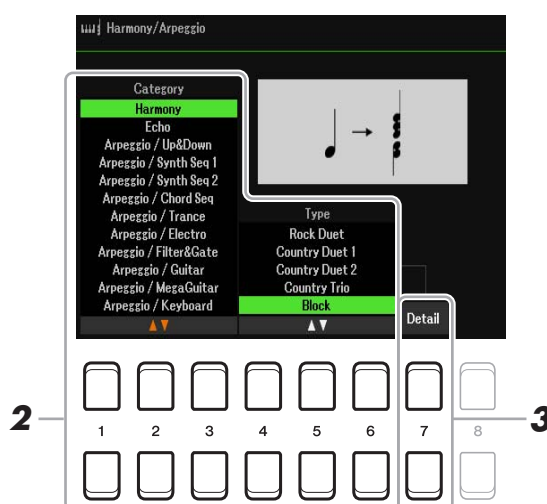 Harmony/Arpeggio
Category
Harmony
Echo
Arpeggio / Up&Down
Arpeggio / Synth Seq 1
Arpeggio / Synth Seq 2
Arpeggio / Chord Seq
Arpeggio / Trance
Arpeggio / Electro
Arpeggio / Filter&Gate
Arpeggio / Guitar
Arpeggio / MegaGuitar
Arpeggio / Keyboard
Type
Rock Duet
Country Duet 1
Country Duet 2
Country Trio
Block
Detail
2
3
1 2 3 4 5 6 7 8